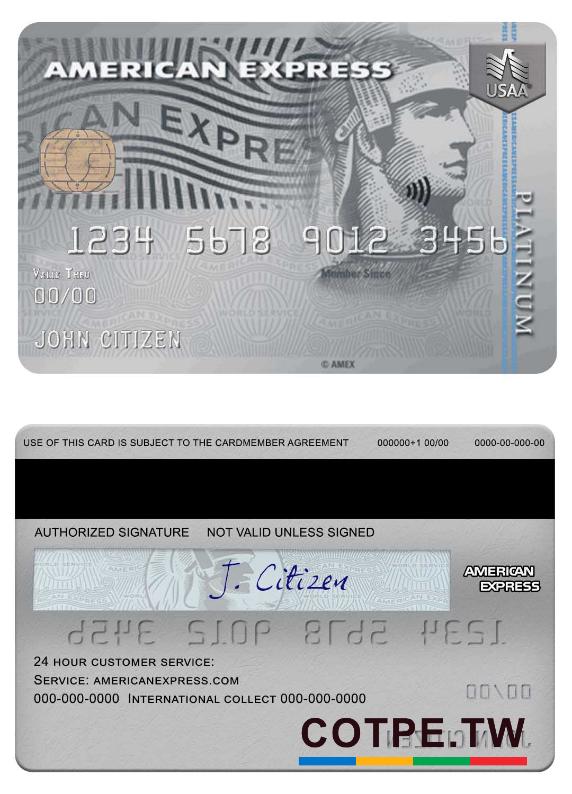 AMERICAN EXPRESS
USAA
RICAN EXPRES
1234 5678 9012 3456
Member Since
Valid Thru
00/00
JOHN CITIZEN
PLATINUM
© AMEX
USE OF THIS CARD IS SUBJECT TO THE CARDMEMBER AGREEMENT 000000+1 00/00 0000-00-000-00
AUTHORIZED SIGNATURE NOT VALID UNLESS SIGNED
J. Citizen
AMERICAN
EXPRESS
24 HOUR CUSTOMER SERVICE:
SERVICE: AMERICANEXPRESS.COM
000-000-0000 INTERNATIONAL COLLECT 000-000-0000
00/00
COTPE.TW